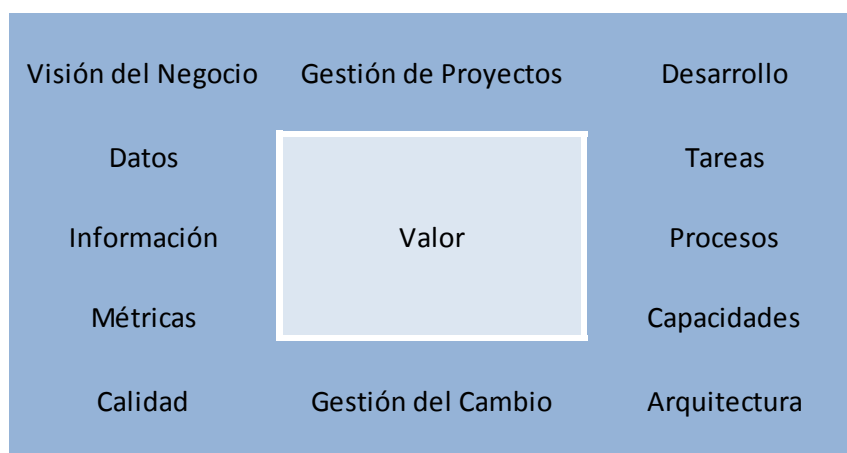 Visión del Negocio Gestión de Proyectos Desarrollo
Datos Tareas
Información Valor Procesos
Métricas Capacidades
Calidad Gestión del Cambio Arquitectura